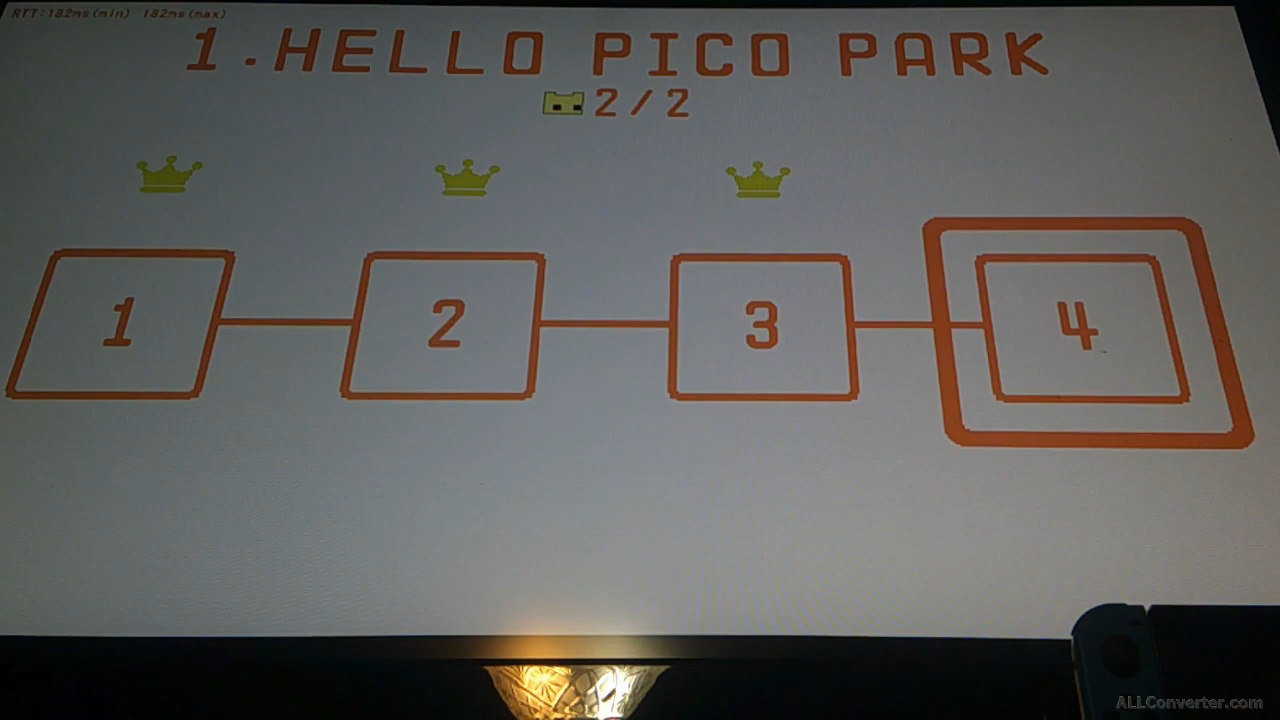 RTT:182ms(min) 182ms(max)
1.HELLO PICO PARK
2/2
1 2 3 4
ALLConverter.com